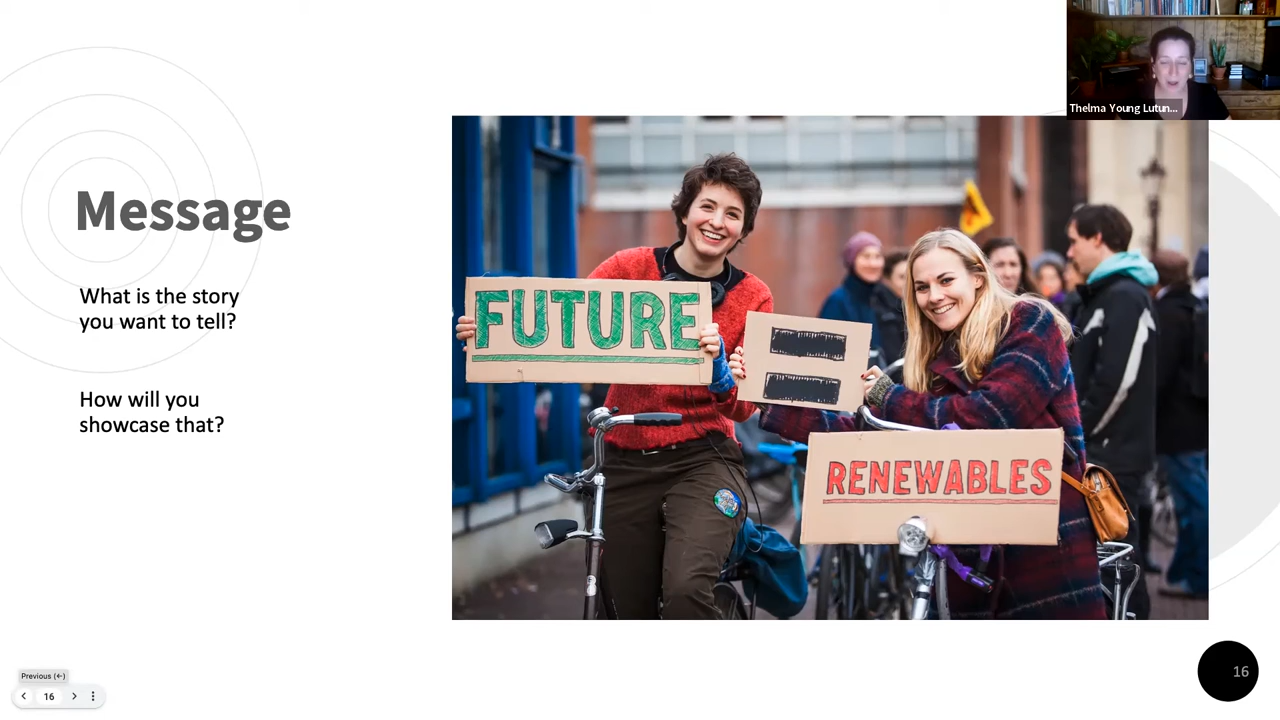 Thelma Young Lutun...
Message
What is the story
you want to tell?
How will you
showcase that?
FUTURE
=
RENEWABLES
Previous (←)
16
16